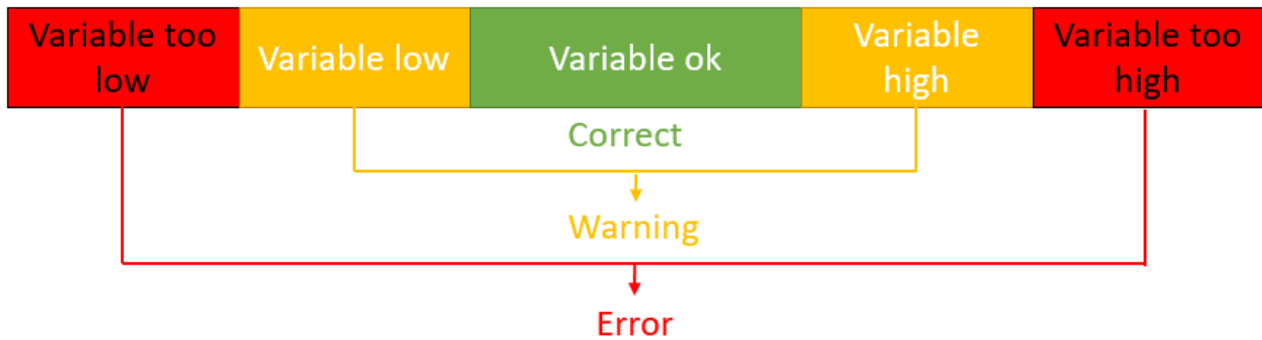 Variable too
low
Variable low
Variable ok
Variable
high
Variable too
high
Correct
Warning
Error